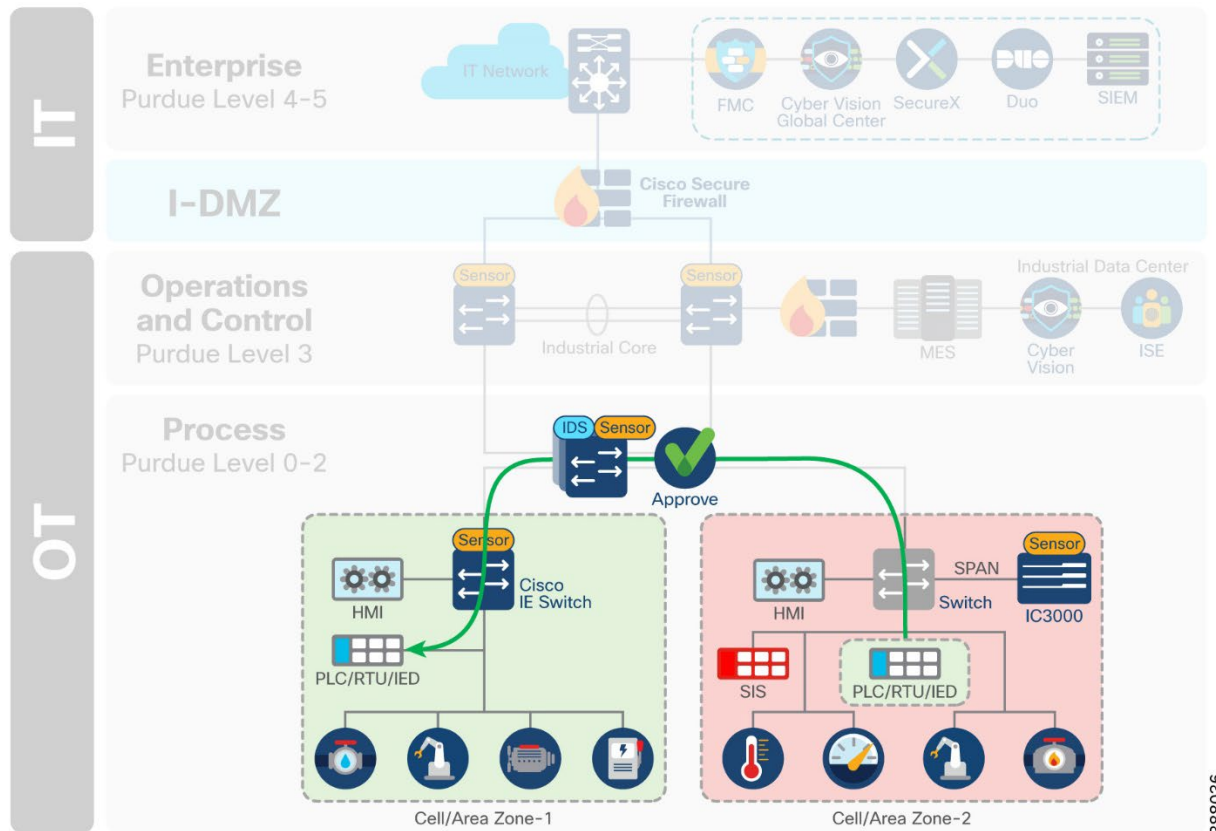 IT
Enterprise
Purdue Level 4-5
IT Network
FMC
Cyber Vision
Global Center
SecureX
DUO
Duo
SIEM
I-DMZ
Cisco Secure
Firewall
OT
Operations
and Control
Purdue Level 3
Sensor
Sensor
Industrial Core
Industrial Data Center
MES
Cyber
Vision
ISE
Process
Purdue Level 0-2
IDS
Sensor
Approve
Sensor
HMI
Cisco
IE Switch
PLC/RTU/IED
Cell/Area Zone-1
Sensor
HMI
SPAN
Switch
IC3000
SIS
PLC/RTU/IED
Cell/Area Zone-2
388036